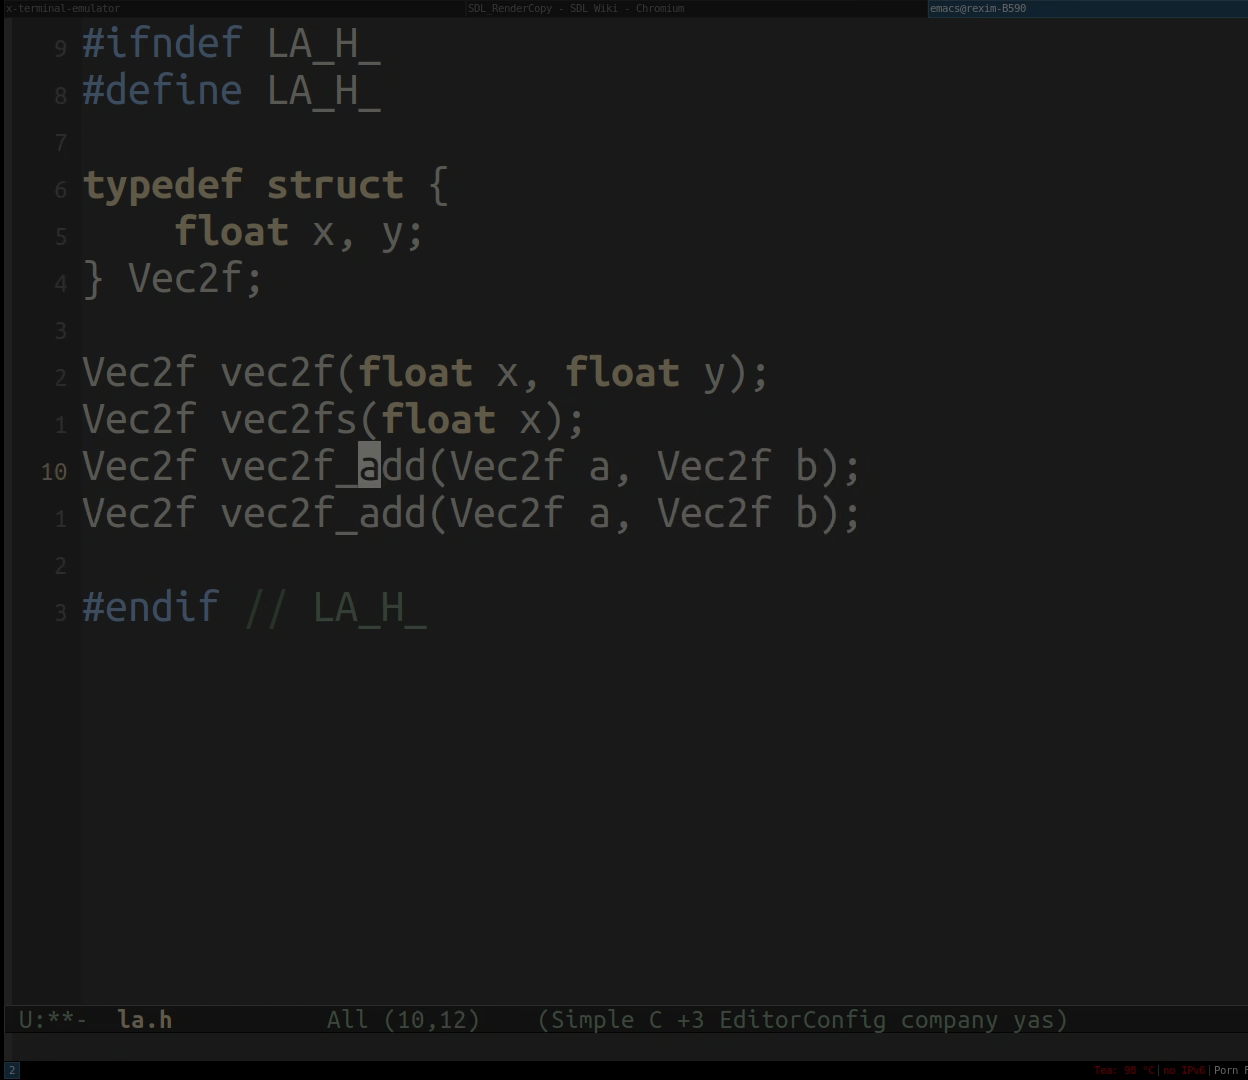 x-terminal-emulator SDL RenderCopy - SDL Wiki - Chromium emacs@rexim-B590
9 #ifndef LA_H_
8 #define LA_H_
7
6 typedef struct {
5     float x, y;
4 } Vec2f;
3
2 Vec2f vec2f(float x, float y);
1 Vec2f vec2fs(float x);
10 Vec2f vec2f_add(Vec2f a, Vec2f b);
1 Vec2f vec2f_add(Vec2f a, Vec2f b);
2
3 #endif // LA_H_
U:**- la.h All (10,12) (Simple C +3 EditorConfig company yas)
2 Tea: 90 °C|no IPv6|Porn F